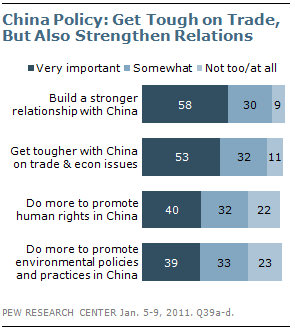 China Policy: Get Tough on Trade,
But Also Strengthen Relations
Very important Somewhat Not too/at all
Build a stronger
relationship with China
58 30 9
Get tougher with China
on trade & econ issues
53 32 11
Do more to promote
human rights in China
40 32 22
Do more to promote
environmental policies
and practices in China
39 33 23
PEW RESEARCH CENTER Jan. 5-9, 2011. Q39a-d.